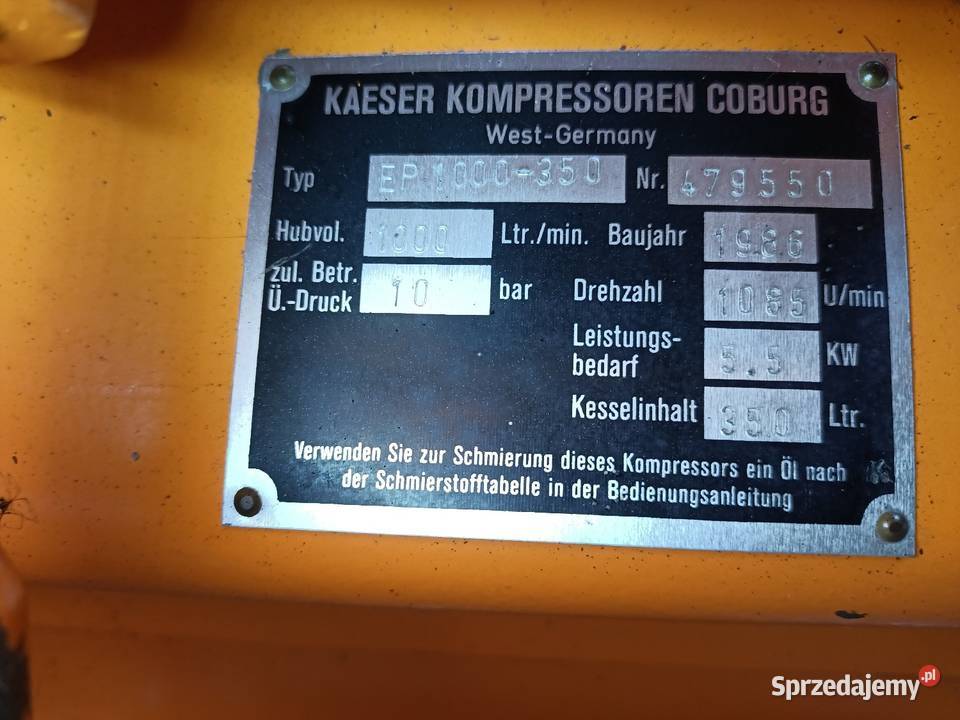 KAESER KOMPRESSOREN COBURG
West-Germany
Typ EP 1000-350 Nr. 479550
Hubvol. 1000 Ltr./min. Baujahr 1986
zul. Betr. Ü.-Druck 10 bar Drehzahl 1085 U/min
Leistungs-
bedarf 5.5 KW
Kesselinhalt 350 Ltr.
Verwenden Sie zur Schmierung dieses Kompressors ein Öl nach
der Schmierstofftabelle in der Bedienungsanleitung
Sprzedajemy.pl